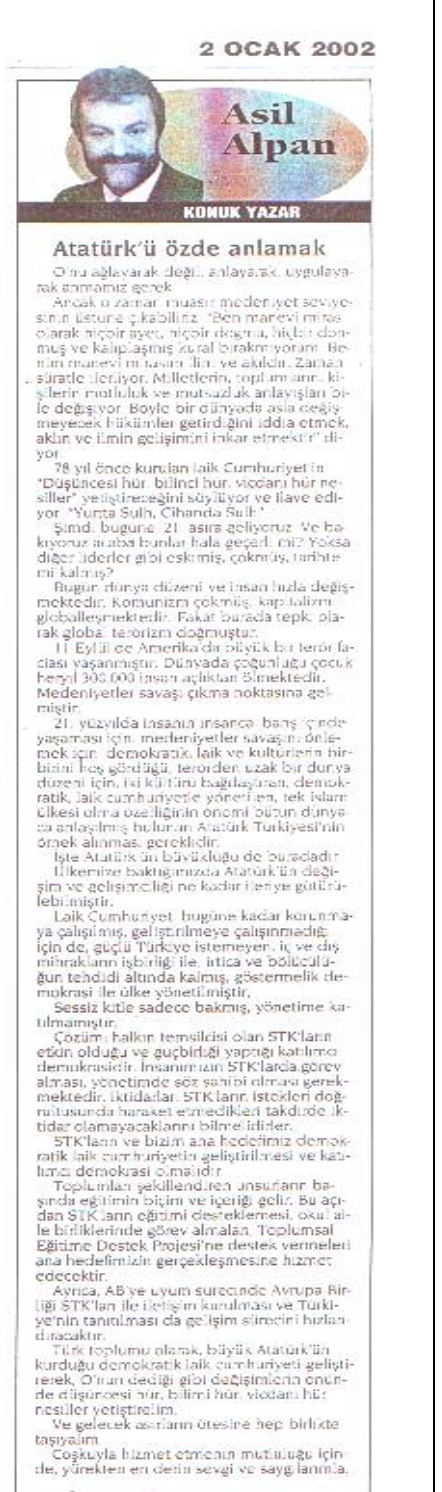 2 OCAK 2002
Asil
Alpan
KONUK YAZAR
Atatürk'ü özde anlamak
O'nu ağlayarak değil, anlayarak, uygulaya-
rak anmamız gerek.
Ancak o zaman muasır medeniyet seviye-
sinin üstüne çıkabiliriz. "Ben manevi miras
olarak hiçbir ayet, hiçbir dogma, hiçbir don-
muş ve kalıplaşmış kural bırakmıyorum. Be-
nim manevi mirasım ilim ve akıldır. Zaman
süratle ilerliyor. Milletlerin, toplumların, ki-
şilerin mutluluk ve mutsuzluk anlayışları bi-
le değişiyor. Böyle bir dünyada asla değiş-
meyecek hükümler getirdiğini iddia etmek,
aklın ve ilmin gelişimini inkar etmektir" di-
yor.
78 yıl önce kurulan laik Cumhuriyet'in
"Düşüncesi hür, bilinci hür, vicdanı hür ne-
siller" yetiştireceğini söylüyor ve ilave edi-
yor. "Yurtta Sulh, Cihanda Sulh."
Şimdi bugüne, 21. asıra geliyoruz. Ve ba-
kıyoruz acaba bunlar hala geçerli mi? Yoksa
diğer liderler gibi eskimiş, çökmüş, tarihte
mi kalmış?
Bugün dünya düzeni ve insan hızla değiş-
mektedir. Komünizm çökmüş, kapitalizm
globalleşmektedir. Fakat burada tepki ola-
rak global terörizm doğmuştur.
11 Eylül'de Amerika'da büyük bir terör fa-
ciası yaşanmıştır. Dünyada çoğunluğu çocuk
heryıl 300.000 insan açlıktan ölmektedir.
Medeniyetler savaşı çıkma noktasına gel-
miştir.
21. yüzyılda insanın insanca, barış içinde
yaşaması için, medeniyetler savaşını önle-
mek için, demokratik, laik ve kültürlerin bir-
birini hoş gördüğü, terörden uzak bir dünya
düzeni için, iki kültürü bağdaştıran, demok-
ratik, laik cumhuriyetle yönetilen, tek islam
ülkesi olma özelliğinin önemi bütün dünya-
ca anlaşılmış bulunan Atatürk Türkiyesi'nin
örnek alınması gereklidir.
İşte Atatürk'ün büyüklüğü de buradadır.
Ülkemize baktığımızda Atatürk'ün deği-
şim ve gelişimciliği ne kadar ileriye götürü-
lebilmiştir.
Laik Cumhuriyet, bugüne kadar korunma-
ya çalışılmış, geliştirilmeye çalışılmadığı
için de, güçlü Türkiye istemeyen, iç ve dış
mihrakların işbirliği ile, irtica ve bölücülü-
ğün tehdidi altında kalmış, göstermelik de-
mokrasi ile ülke yönetilmiştir,
Sessiz kitle sadece bakmış, yönetime ka-
tılmamıştır.
Çözüm: halkın temsilcisi olan STK'ların
etkin olduğu ve güçbirliği yaptığı katılımcı
demokrasidir. İnsanımızın STK'larda görev
alması, yönetimde söz sahibi olması gerek-
mektedir. İktidarlar, STK'ların istekleri doğ-
rultusunda haraket etmedikleri takdirde ik-
tidar olamayacaklarını bilmelidirler.
STK'ların ve bizim ana hedefimiz demok-
ratik laik cumhuriyetin geliştirilmesi ve katı-
lımcı demokrasi olmalıdır.
Toplumları şekillendiren unsurların ba-
şında eğitimin biçim ve içeriği gelir. Bu açı-
dan STK'ların eğitimi desteklemesi, okul ai-
le birliklerinde görev almaları, Toplumsal
Eğitime Destek Projesi'ne destek vermeleri
ana hedefimizin gerçekleşmesine hizmet
edecektir.
Ayrıca, AB'ye uyum sürecinde Avrupa Bir-
liği STK'ları ile iletişim kurulması ve Türki-
ye'nin tanıtılması da gelişim sürecini hızlan-
dıracaktır.
Türk toplumu olarak, büyük Atatürk'ün
kurduğu demokratik laik cumhuriyeti gelişti-
rerek, O'nun dediği gibi değişimlerin önün-
de düşüncesi hür, bilimi hür, vicdanı hür
nesiller yetiştirelim.
Ve gelecek asırların ötesine hep birlikte
taşıyalım.
Coşkuyla hizmet etmenin mutluluğu için-
de, yürekten en derin sevgi ve saygılarımla.